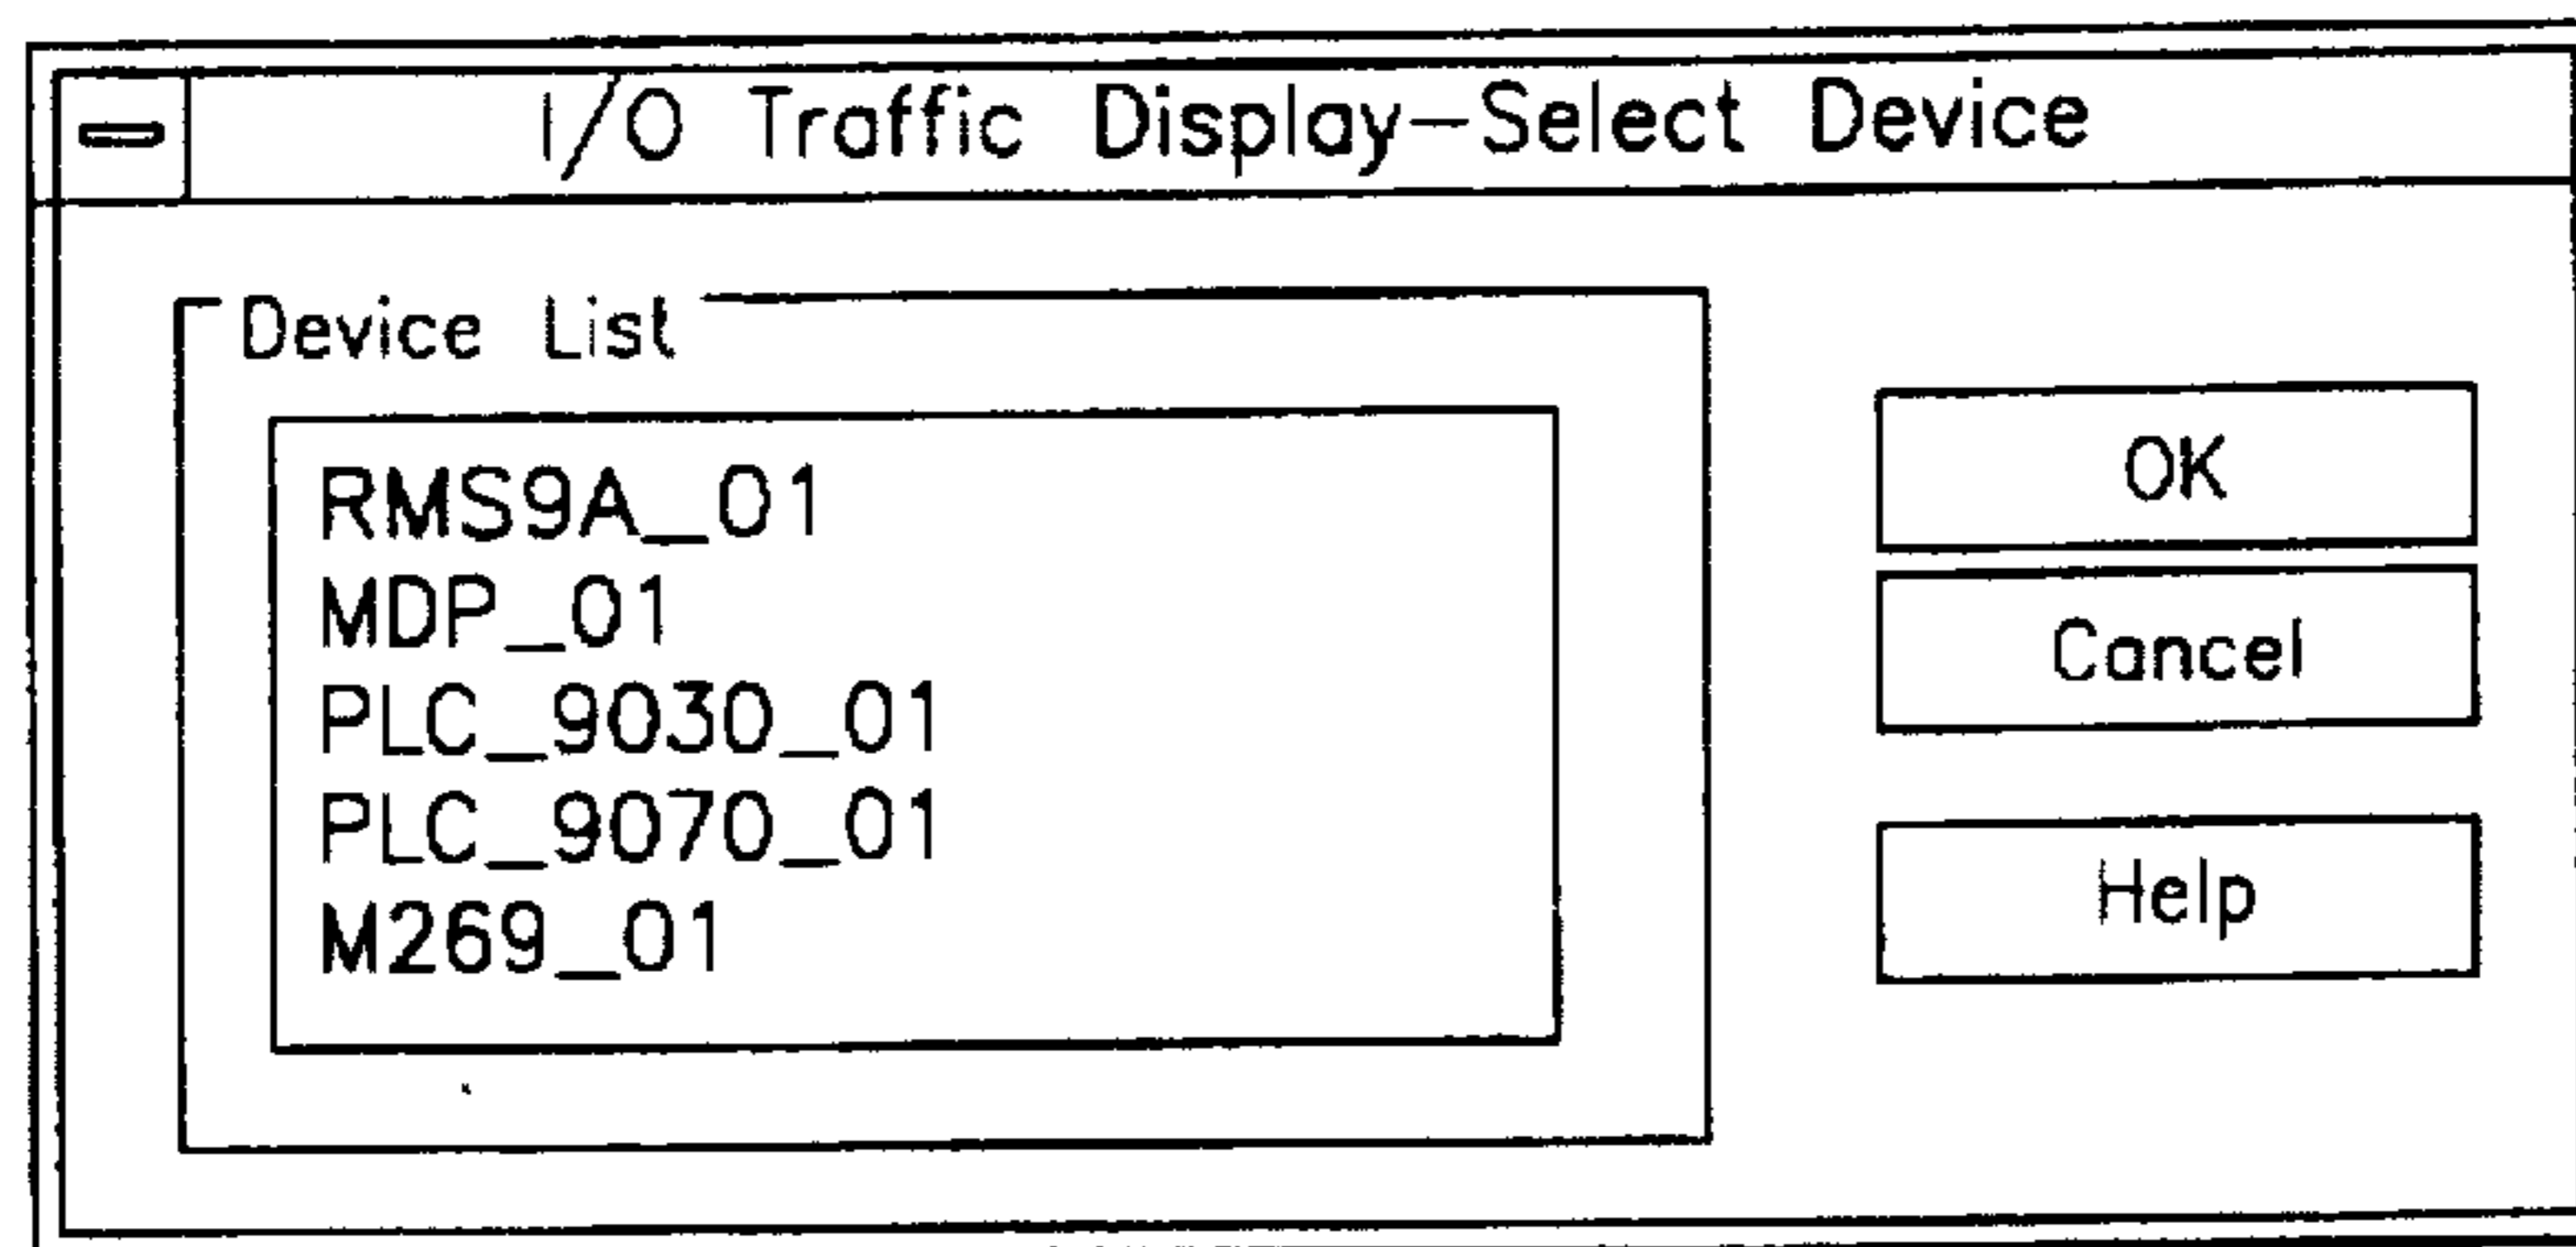 I/O Traffic Display-Select Device
Device List
RMS9A_01
MDP_01
PLC_9030_01
PLC_9070_01
M269_01
OK
Cancel
Help